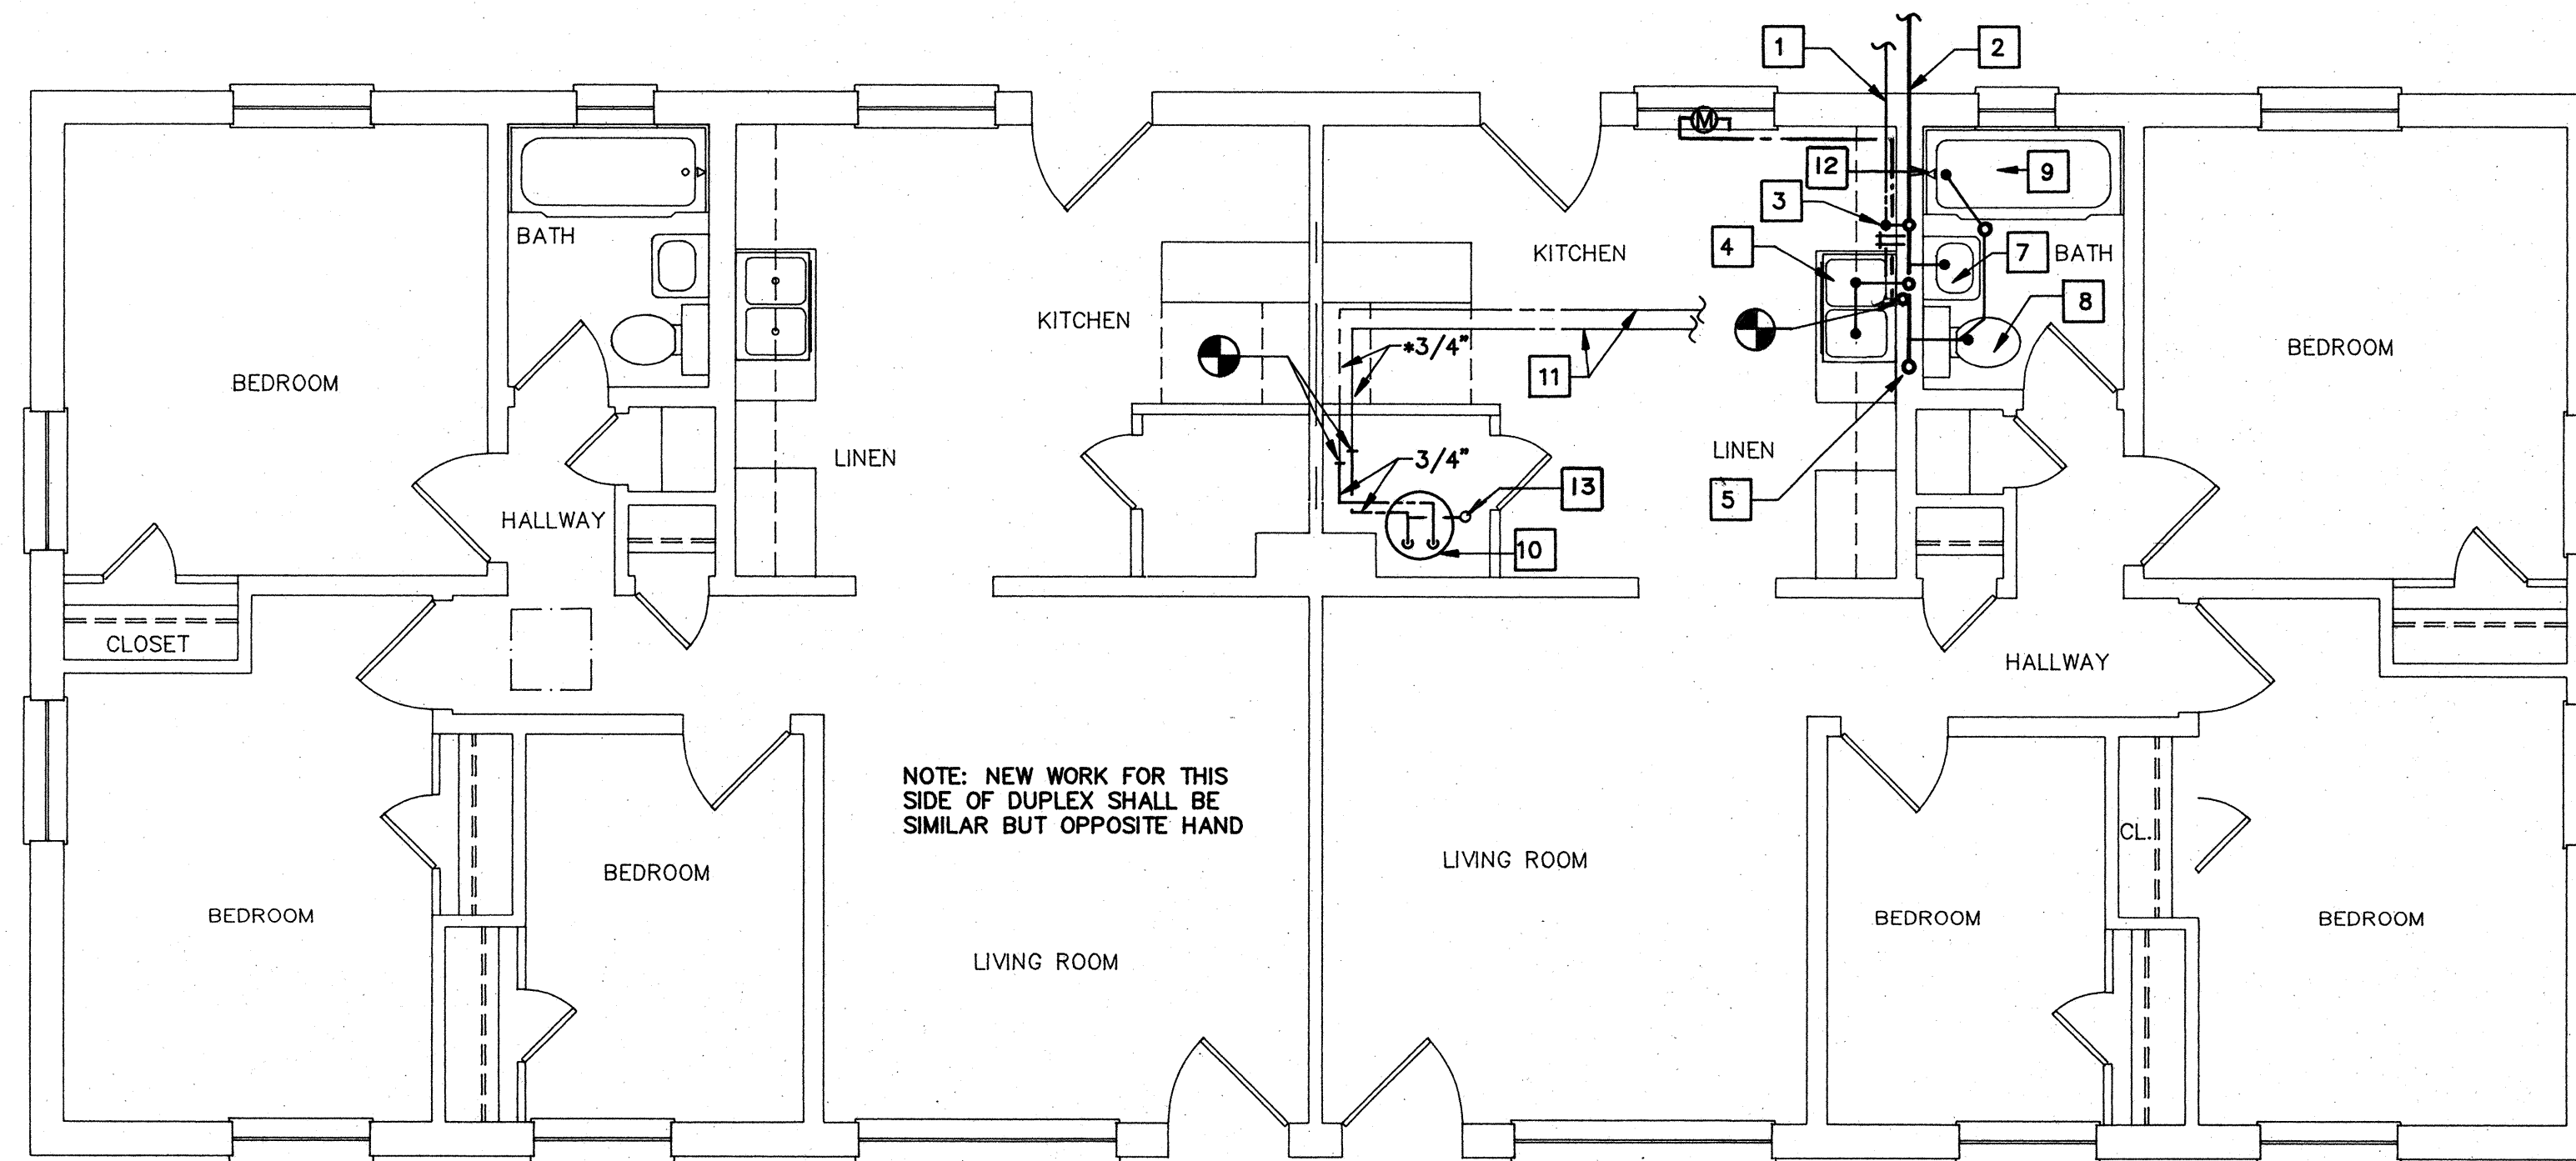 1
2
M
12
9
3
BATH
KITCHEN
4
7
BATH
KITCHEN
8
*3/4"
BEDROOM
11
BEDROOM
LINEN
3/4"
LINEN
13
5
HALLWAY
10
CLOSET
HALLWAY
NOTE: NEW WORK FOR THIS
SIDE OF DUPLEX SHALL BE
SIMILAR BUT OPPOSITE HAND
CL.
BEDROOM
LIVING ROOM
BEDROOM
BEDROOM
BEDROOM
LIVING ROOM